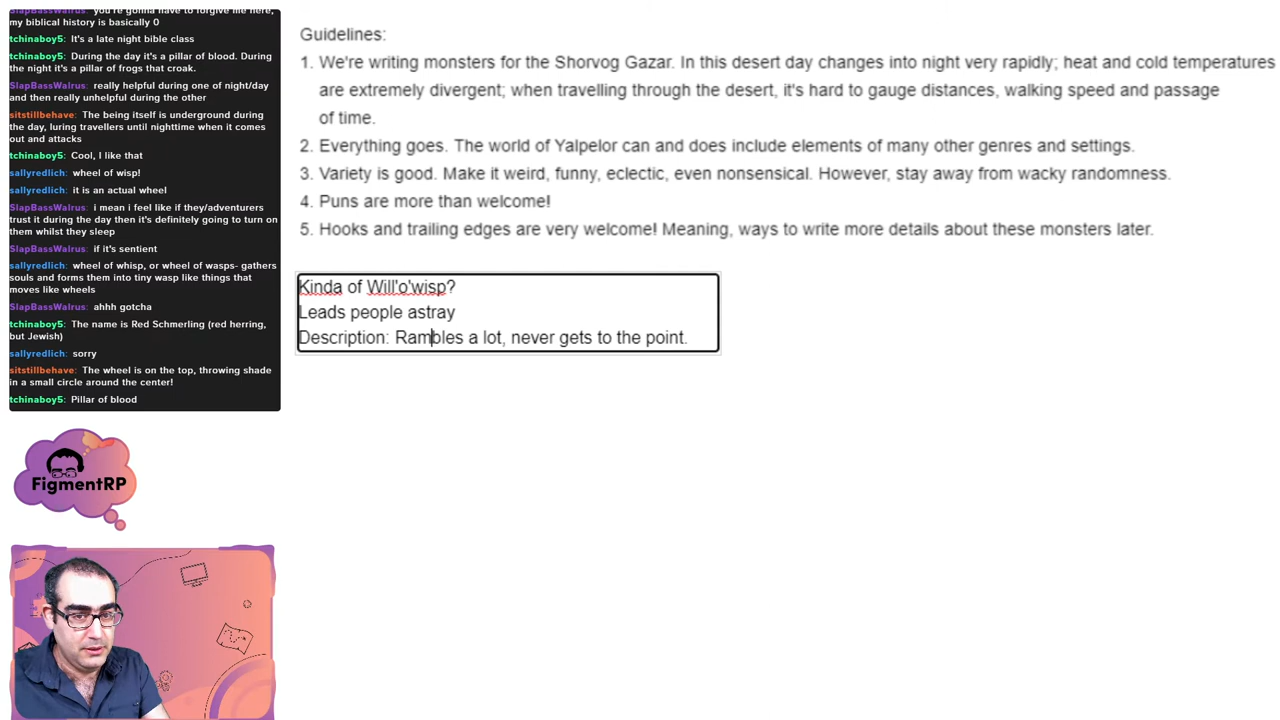 SlapBassWalrus: you're gonna have to forgive me here,
my biblical history is basically 0
tchinaboy5: It's a late night bible class
tchinaboy5: During the day it's a pillar of blood. During
the night it's a pillar of frogs that croak.
SlapBassWalrus: really helpful during one of night/day
and then really unhelpful during the other
sitstillbehave: The being itself is underground during
the day, luring travellers until nighttime when it comes
out and attacks
tchinaboy5: Cool, I like that
sallyredlich: wheel of wisp!
sallyredlich: it is an actual wheel
SlapBassWalrus: i mean i feel like if they/adventurers
trust it during the day then it's definitely going to turn on
them whilst they sleep
SlapBassWalrus: if it's sentient
sallyredlich: wheel of whisp, or wheel of wasps- gathers
souls and forms them into tiny wasp like things that
moves like wheels
SlapBassWalrus: ahhh gotcha
tchinaboy5: The name is Red Schmerling (red herring,
but Jewish)
sallyredlich: sorry
sitstillbehave: The wheel is on the top, throwing shade
in a small circle around the center!
tchinaboy5: Pillar of blood
FigmentRP
Guidelines:
1. We're writing monsters for the Shorvog Gazar. In this desert day changes into night very rapidly; heat and cold temperatures
are extremely divergent; when travelling through the desert, it's hard to gauge distances, walking speed and passage
of time.
2. Everything goes. The world of Yalpelor can and does include elements of many other genres and settings.
3. Variety is good. Make it weird, funny, eclectic, even nonsensical. However, stay away from wacky randomness.
4. Puns are more than welcome!
5. Hooks and trailing edges are very welcome! Meaning, ways to write more details about these monsters later.
Kinda of Will'o'wisp?
Leads people astray
Description: Rambles a lot, never gets to the point.